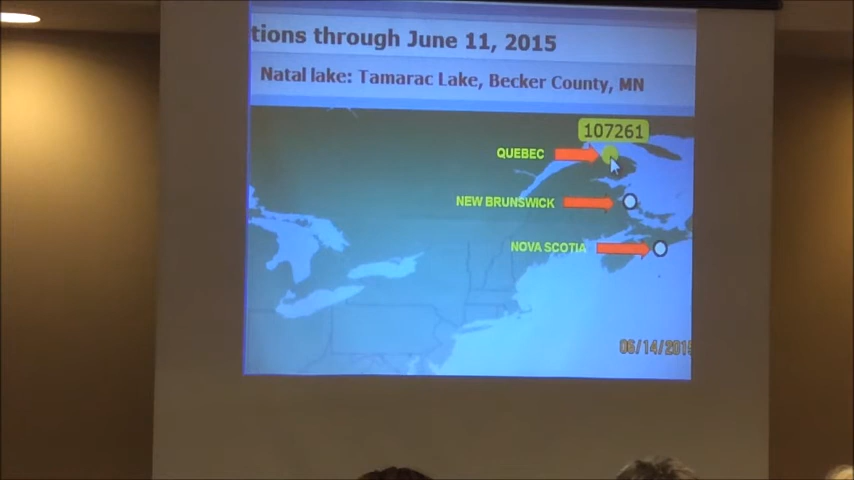 tions through June 11, 2015
Natal lake: Tamarac Lake, Becker County, MN
107261
QUEBEC
NEW BRUNSWICK
NOVA SCOTIA
06/14/2015